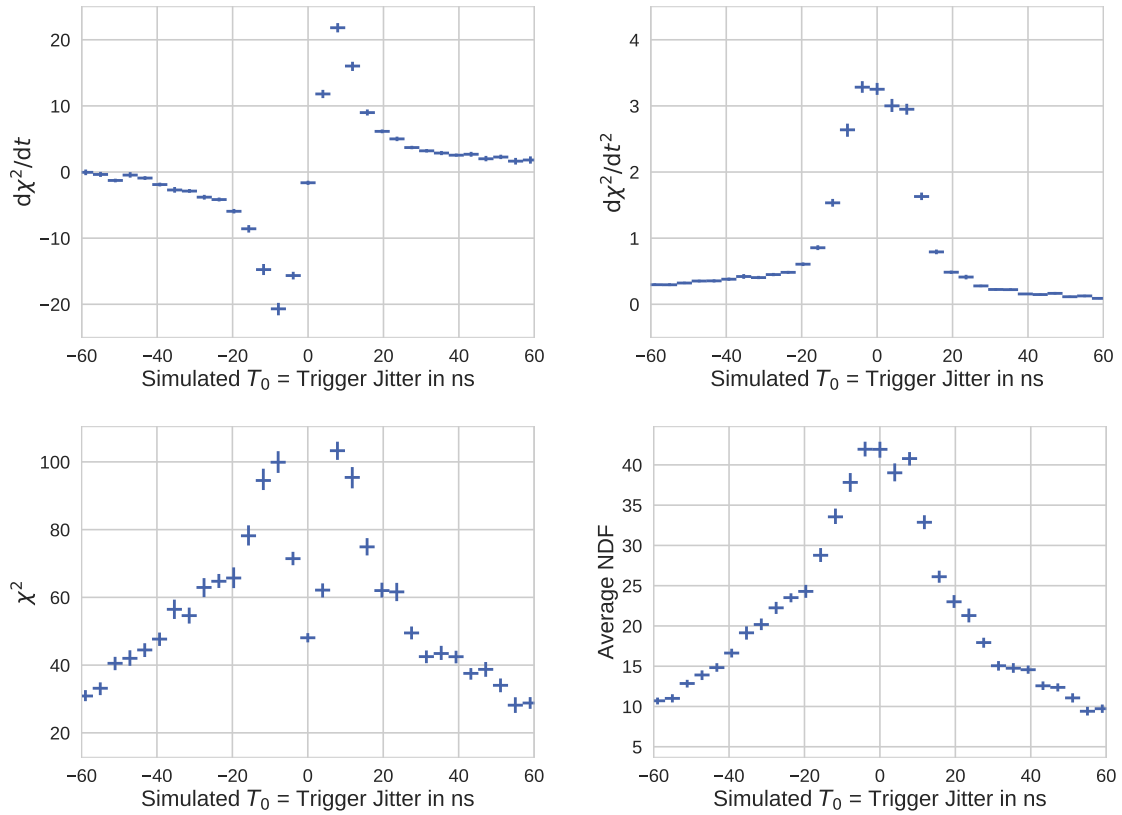 dχ²/dt
20
10
0
−10
−20
−60 −40 −20 0 20 40 60
Simulated T₀ = Trigger Jitter in ns
dχ²/dt²
4
3
2
1
0
−60 −40 −20 0 20 40 60
Simulated T₀ = Trigger Jitter in ns
χ²
100
80
60
40
20
−60 −40 −20 0 20 40 60
Simulated T₀ = Trigger Jitter in ns
Average NDF
40
35
30
25
20
15
10
5
−60 −40 −20 0 20 40 60
Simulated T₀ = Trigger Jitter in ns